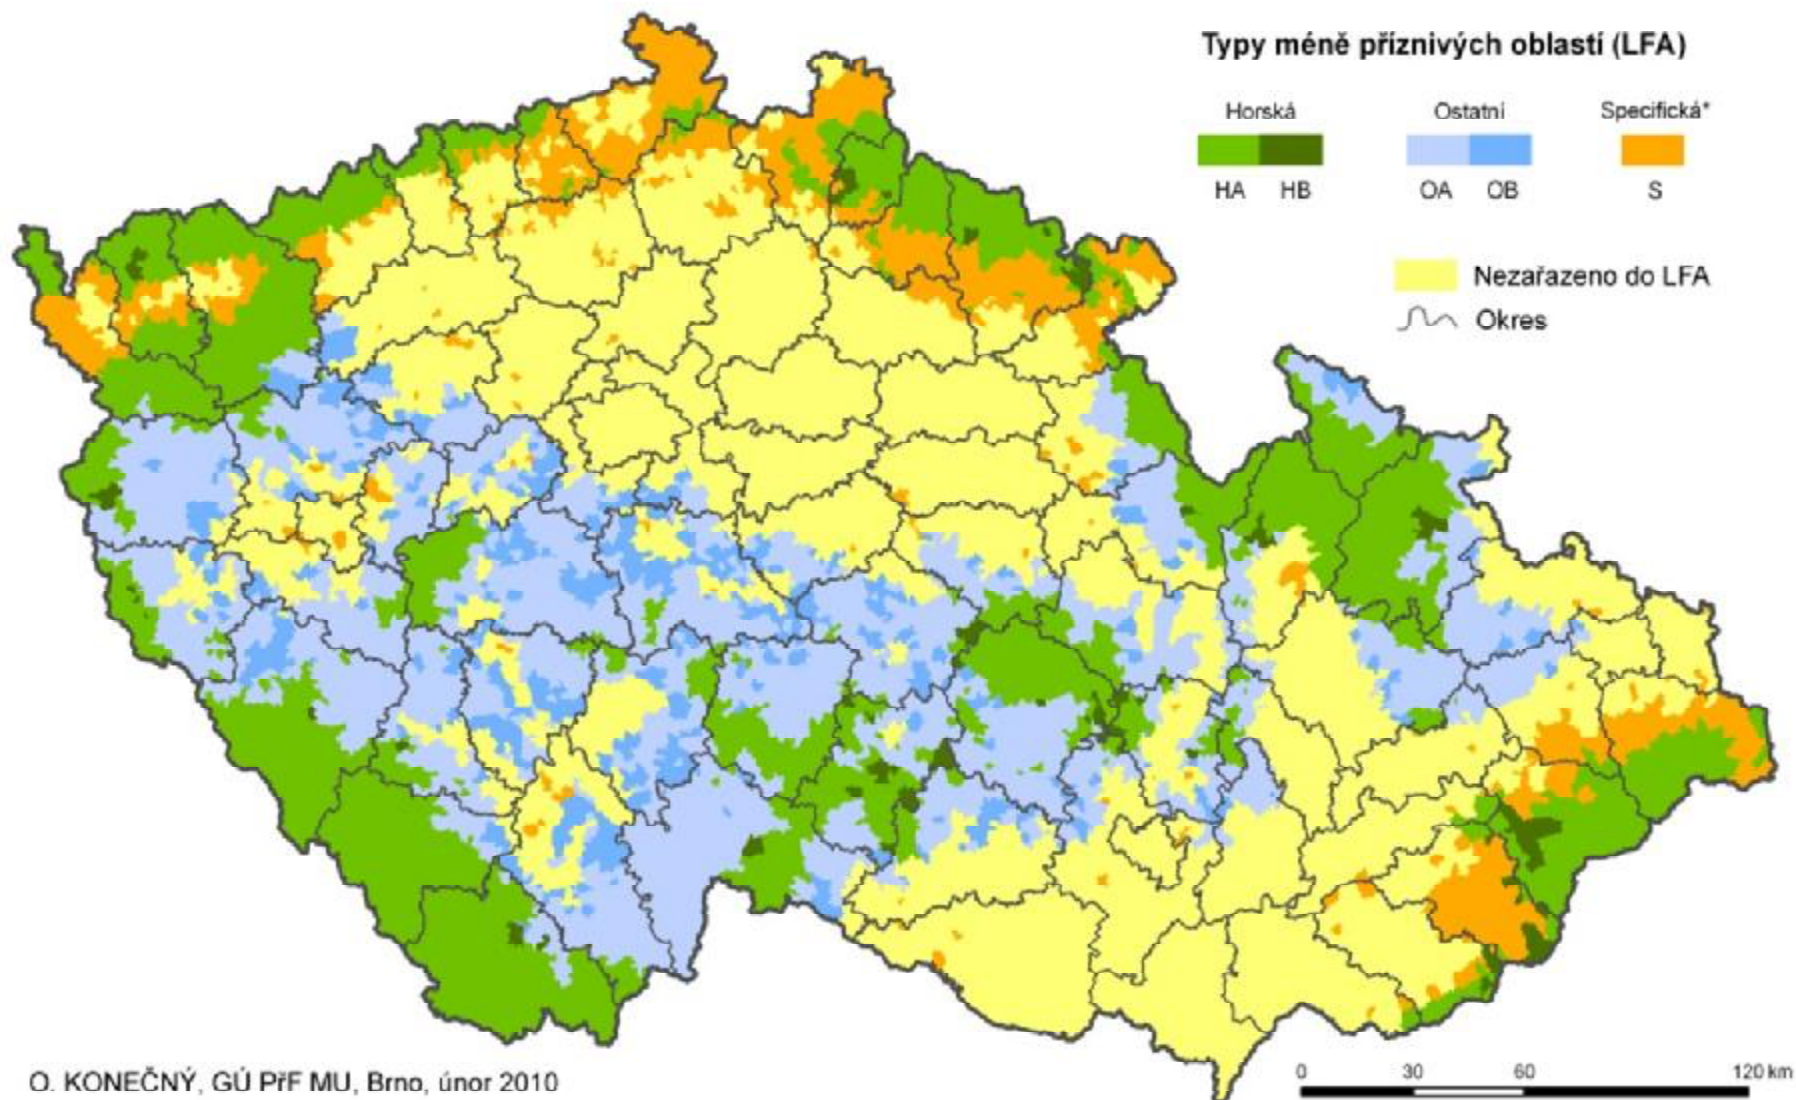 Typy méně příznivých oblastí (LFA)
Horská Ostatní Specifická*
HA HB OA OB S
Nezařazeno do LFA
Okres
O. KONEČNÝ, GÚ PřF MU, Brno, únor 2010
0 30 60 120 km